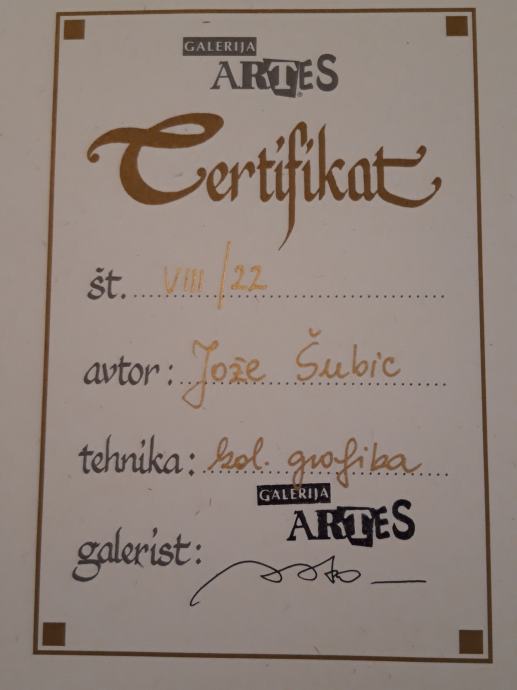 GALERIJA
ARTES
Certifikat
št. VIII/22
avtor: Jože Šubic
tehnika: kol. grafika
GALERIJA
ARTES
galerist: